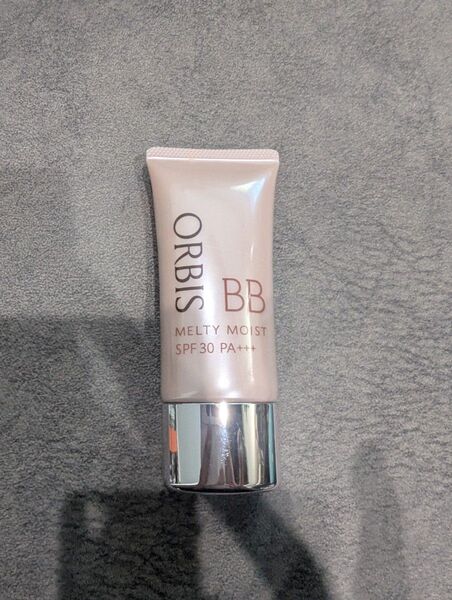 ORBIS
BB
MELTY MOIST
SPF30 PA+++